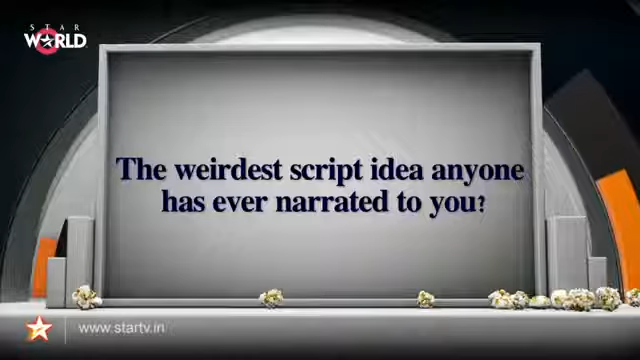 STAR
WORLD
The weirdest script idea anyone
has ever narrated to you?
www.startv.in